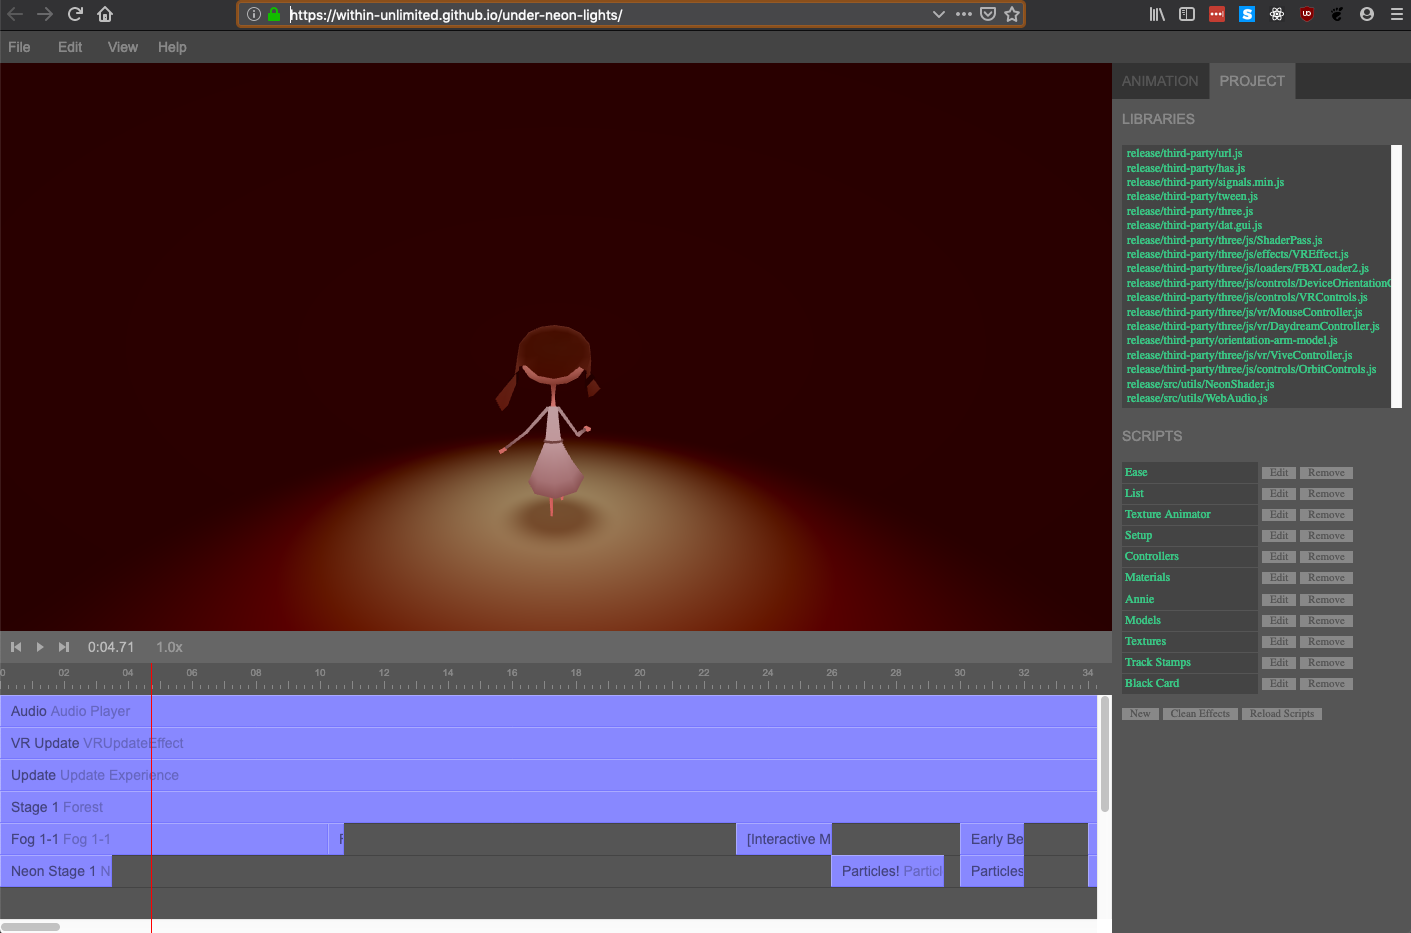 https://within-unlimited.github.io/under-neon-lights/
File Edit View Help
ANIMATION PROJECT
LIBRARIES
release/third-party/url.js
release/third-party/has.js
release/third-party/signals.min.js
release/third-party/tween.js
release/third-party/three.js
release/third-party/dat.gui.js
release/third-party/three/js/ShaderPass.js
release/third-party/three/js/effects/VREffect.js
release/third-party/three/js/loaders/FBXLoader2.js
release/third-party/three/js/controls/DeviceOrientationC
release/third-party/three/js/controls/VRControls.js
release/third-party/three/js/vr/MouseController.js
release/third-party/three/js/vr/DaydreamController.js
release/third-party/orientation-arm-model.js
release/third-party/three/js/vr/ViveController.js
release/third-party/three/js/controls/OrbitControls.js
release/src/utils/NeonShader.js
release/src/utils/WebAudio.js
SCRIPTS
Ease Edit Remove
List Edit Remove
Texture Animator Edit Remove
Setup Edit Remove
Controllers Edit Remove
Materials Edit Remove
Annie Edit Remove
Models Edit Remove
Textures Edit Remove
Track Stamps Edit Remove
Black Card Edit Remove
New Clean Effects Reload Scripts
0:04.71 1.0x
0 02 04 06 08 10 12 14 16 18 20 22 24 26 28 30 32 34
Audio Audio Player
VR Update VRUpdateEffect
Update Update Experience
Stage 1 Forest
Fog 1-1 Fog 1-1 F [Interactive M Early Be
Neon Stage 1 N Particles! Particl Particles